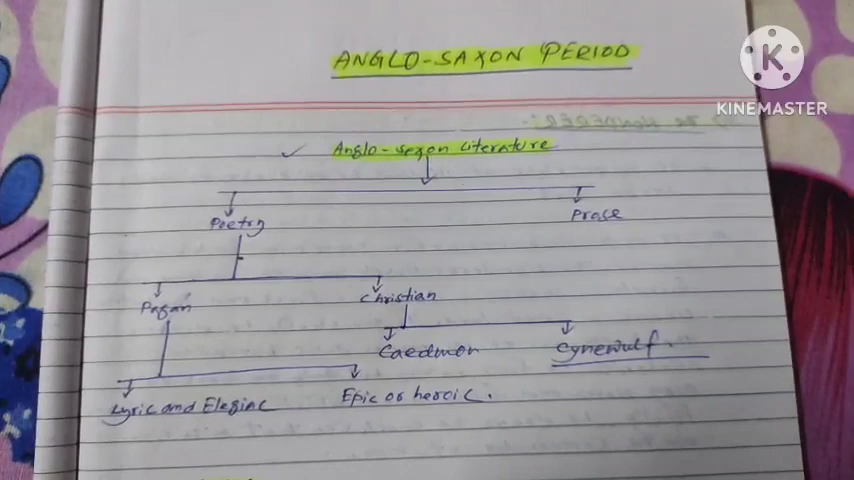 ANGLO-SAXON PERIOD
K
KINEMASTER
Anglo-saxon literature
Poetry
Prose
Pagan
Christian
Caedmon
Cynewulf.
Lyric and Elegiac
Epic or heroic.